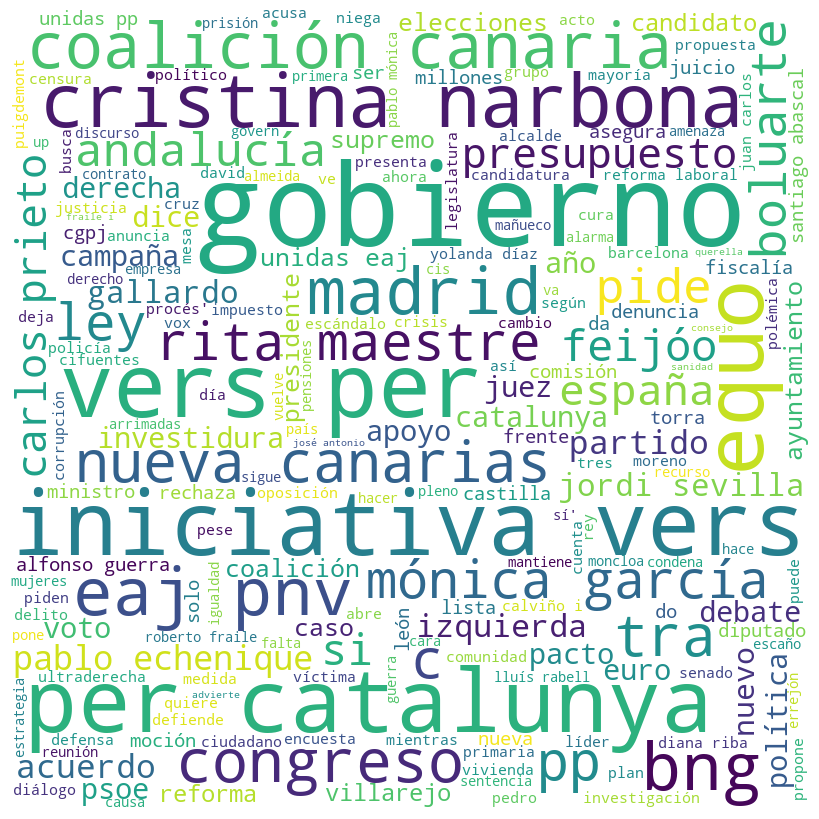 unidas pp
prisión
acusa
niega
acto
elecciones
candidato
coalición canaria
propuesta
censura
político
primera
ser
millones
grupo
mayoría
juicio
puigdemont
cristina narbona
pablo mónica
juan carlos
boluarte
santiago abascal
up
busca
discurso
govern
alcalde
asegura
amenaza
andalucía
supremo
presupuesto
contrato
david
almeida
ve
presenta
ahora
legislatura
candidatura
reforma laboral
derecha
gobierno
justicia
fraile i
cruz
dice
mañueco
cura
alarma
cgpj
anuncia
mesa
campaña
unidas eaj
yolanda díaz
barcelona
querella
año
fiscalía
derecho
empresa
cis
va
según
gallardo
madrid
pide
polémica
carlos prieto
deja
proces'
impuesto
presidente
pensiones
denuncia
ley
vox
escándalo
crisis
cambio
da
consejo
policía
rita maestre
feijóo
equo
ayuntamiento
cifuentes
vuelve
así
comisión
sanidad
día
vers per
juez
españa
corrupción
arrimadas
país
catalunya
torra
investidura
apoyo
frente
partido
josé antonio
moreno
nueva canarias
sigue
tres
recurso
ministro
rechaza
oposición
hacer
pleno
castilla
jordi sevilla
iniciativa vers
pese
sí'
rey
cuenta
alfonso guerra
coalición
mantiene
hace
moncloa
condena
mujeres
eaj pnv
mónica garcía
puede
piden
delito
igualdad
solo
abre
lista
calviño i
do
debate
pone
voto
caso
león
izquierda
tra
diputado
roberto fraile
falta
cara
si
c
pablo echenique
guerra
comunidad
pacto
escaño
ultraderecha
medida
víctima
lluís rabell
euro
senado
nuevo
política
errejón
estrategia
advierte
quiere
defiende
per catalunya
defensa
moción
ciudadano
encuesta
mientras
nueva
líder
diana riba
reunión
primaria
acuerdo
congreso
vivienda
pp
plan
bng
propone
diálogo
psoe
sentencia
causa
reforma
villarejo
pedro
investigación